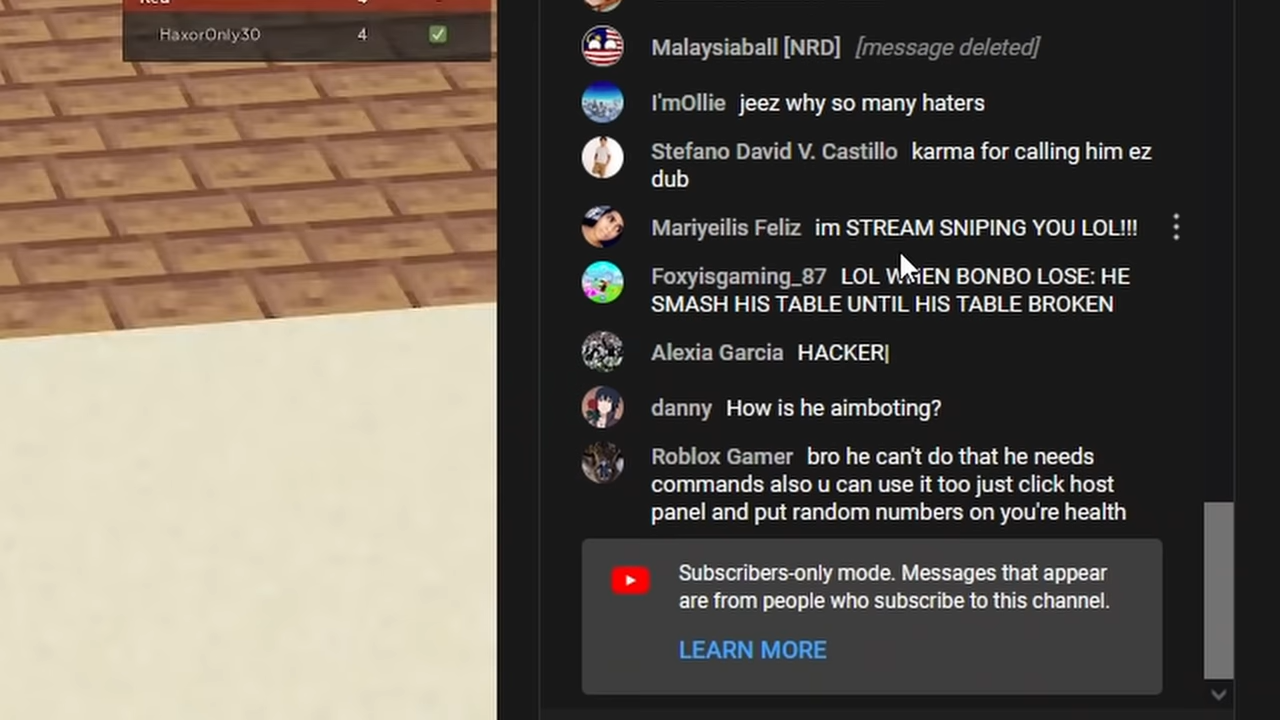 Red 4
HaxorOnly30 4
Malaysiaball [NRD] [message deleted]
I'mOllie jeez why so many haters
Stefano David V. Castillo karma for calling him ez
dub
Mariyeilis Feliz im STREAM SNIPING YOU LOL!!!
Foxyisgaming_87 LOL WHEN BONBO LOSE: HE
SMASH HIS TABLE UNTIL HIS TABLE BROKEN
Alexia Garcia HACKER|
danny How is he aimboting?
Roblox Gamer bro he can't do that he needs
commands also u can use it too just click host
panel and put random numbers on you're health
Subscribers-only mode. Messages that appear
are from people who subscribe to this channel.
LEARN MORE